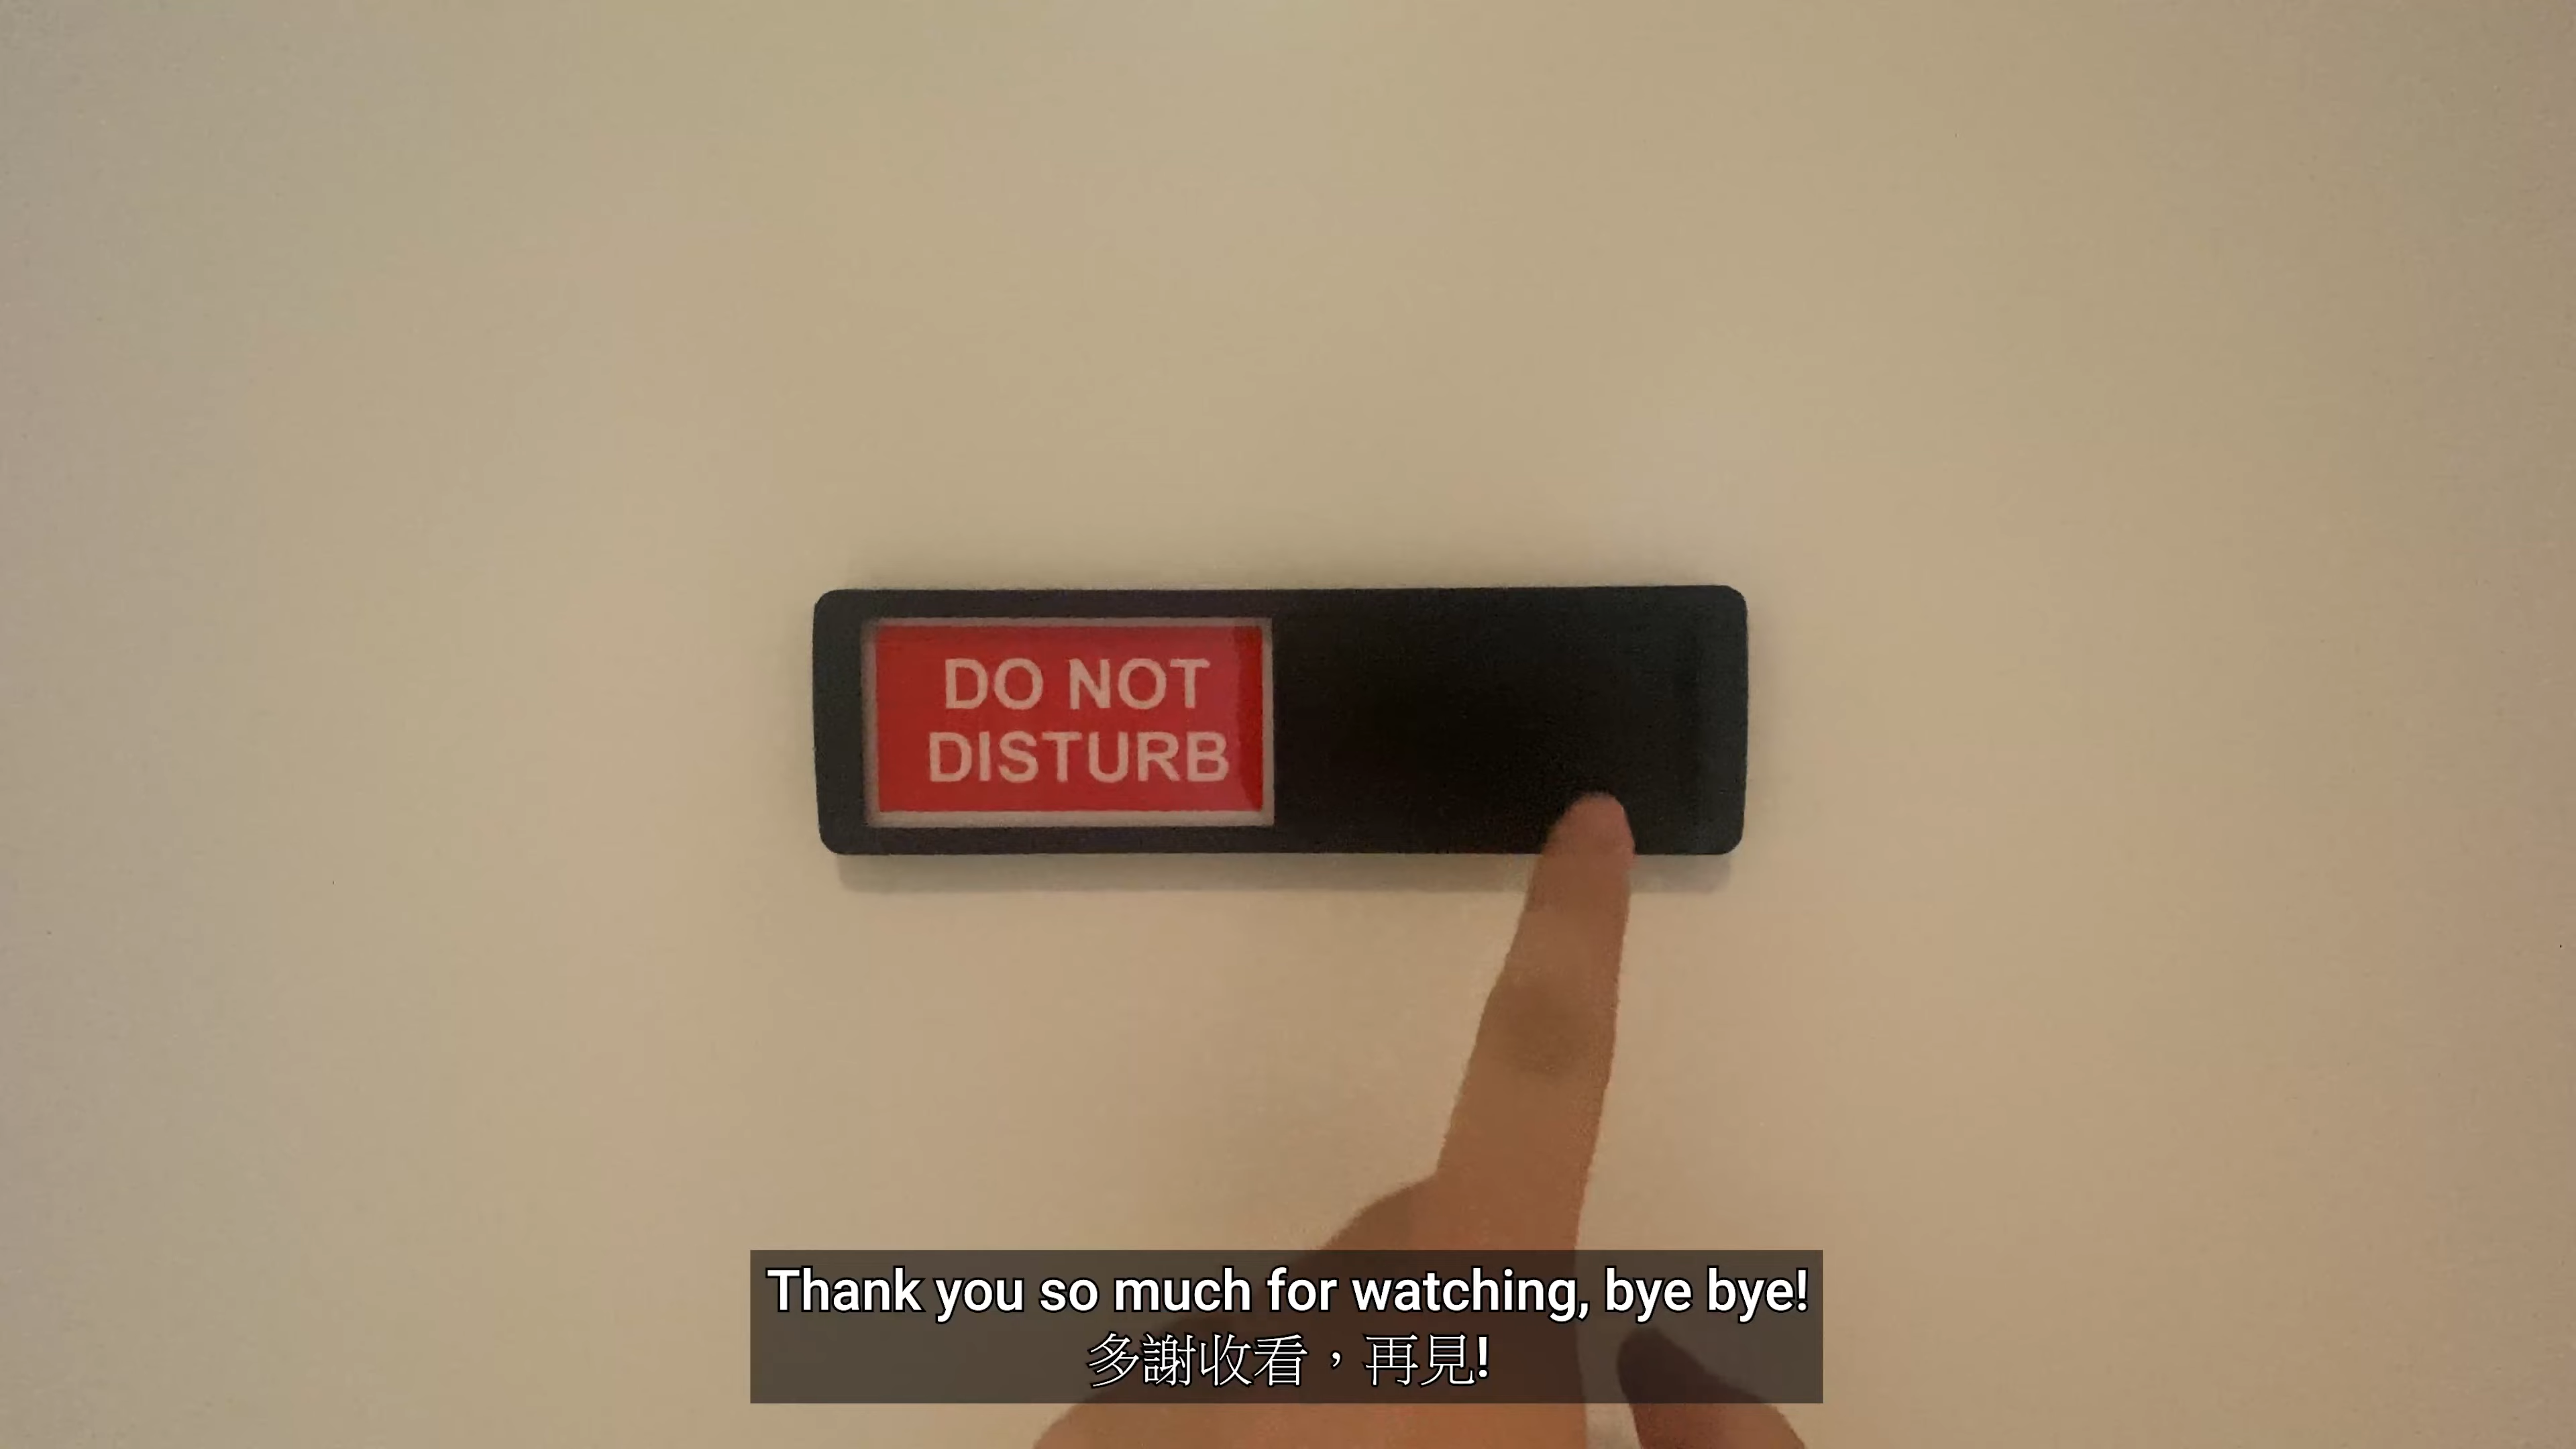 DO NOT
DISTURB
Thank you so much for watching, bye bye!
多謝收看，再見!